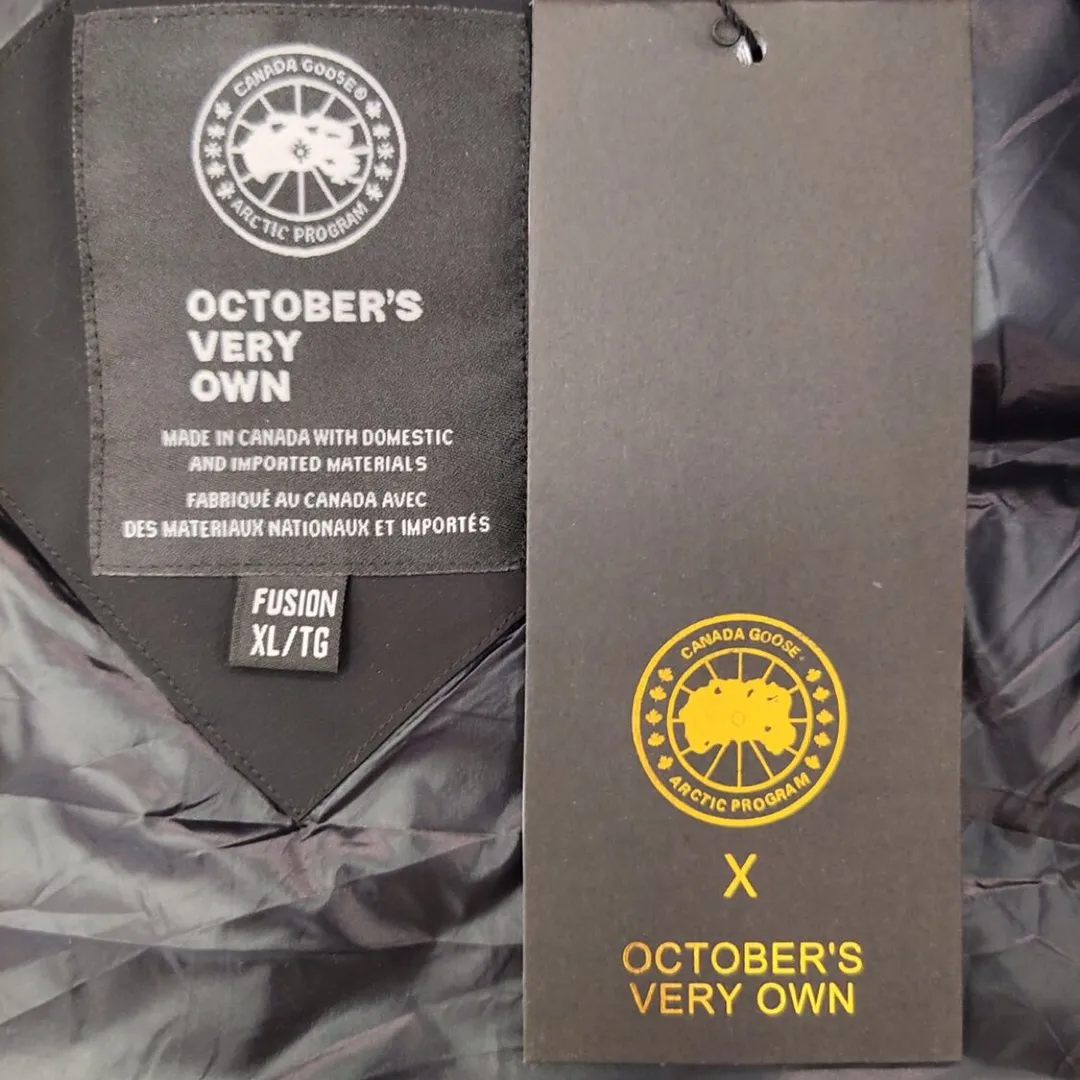 CANADA GOOSE®
ARCTIC PROGRAM
OCTOBER'S
VERY
OWN
MADE IN CANADA WITH DOMESTIC
AND IMPORTED MATERIALS
FABRIQUÉ AU CANADA AVEC
DES MATERIAUX NATIONAUX ET IMPORTÉS
FUSION
XL/TG
CANADA GOOSE
ARCTIC PROGRAM
X
OCTOBER'S
VERY OWN